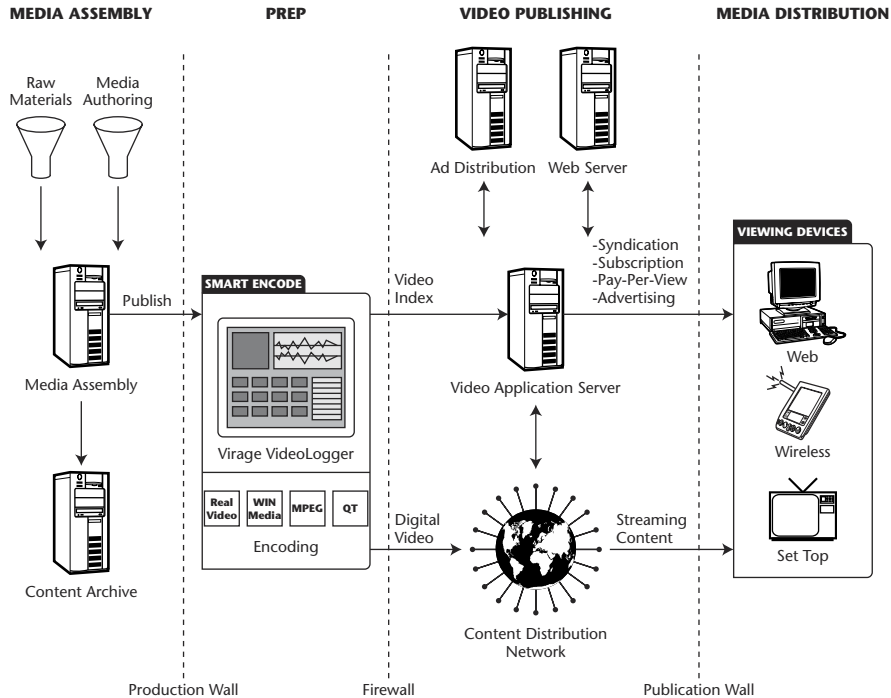 MEDIA ASSEMBLY
PREP
VIDEO PUBLISHING
MEDIA DISTRIBUTION
Raw
Materials
Media
Authoring
Ad Distribution
Web Server
-Syndication
-Subscription
-Pay-Per-View
-Advertising
VIEWING DEVICES
Publish
SMART ENCODE
Video
Index
Web
Media Assembly
Video Application Server
Virage VideoLogger
Wireless
Real
Video
WIN
Media
MPEG
QT
Encoding
Digital
Video
Streaming
Content
Set Top
Content Archive
Content Distribution
Network
Production Wall
Firewall
Publication Wall